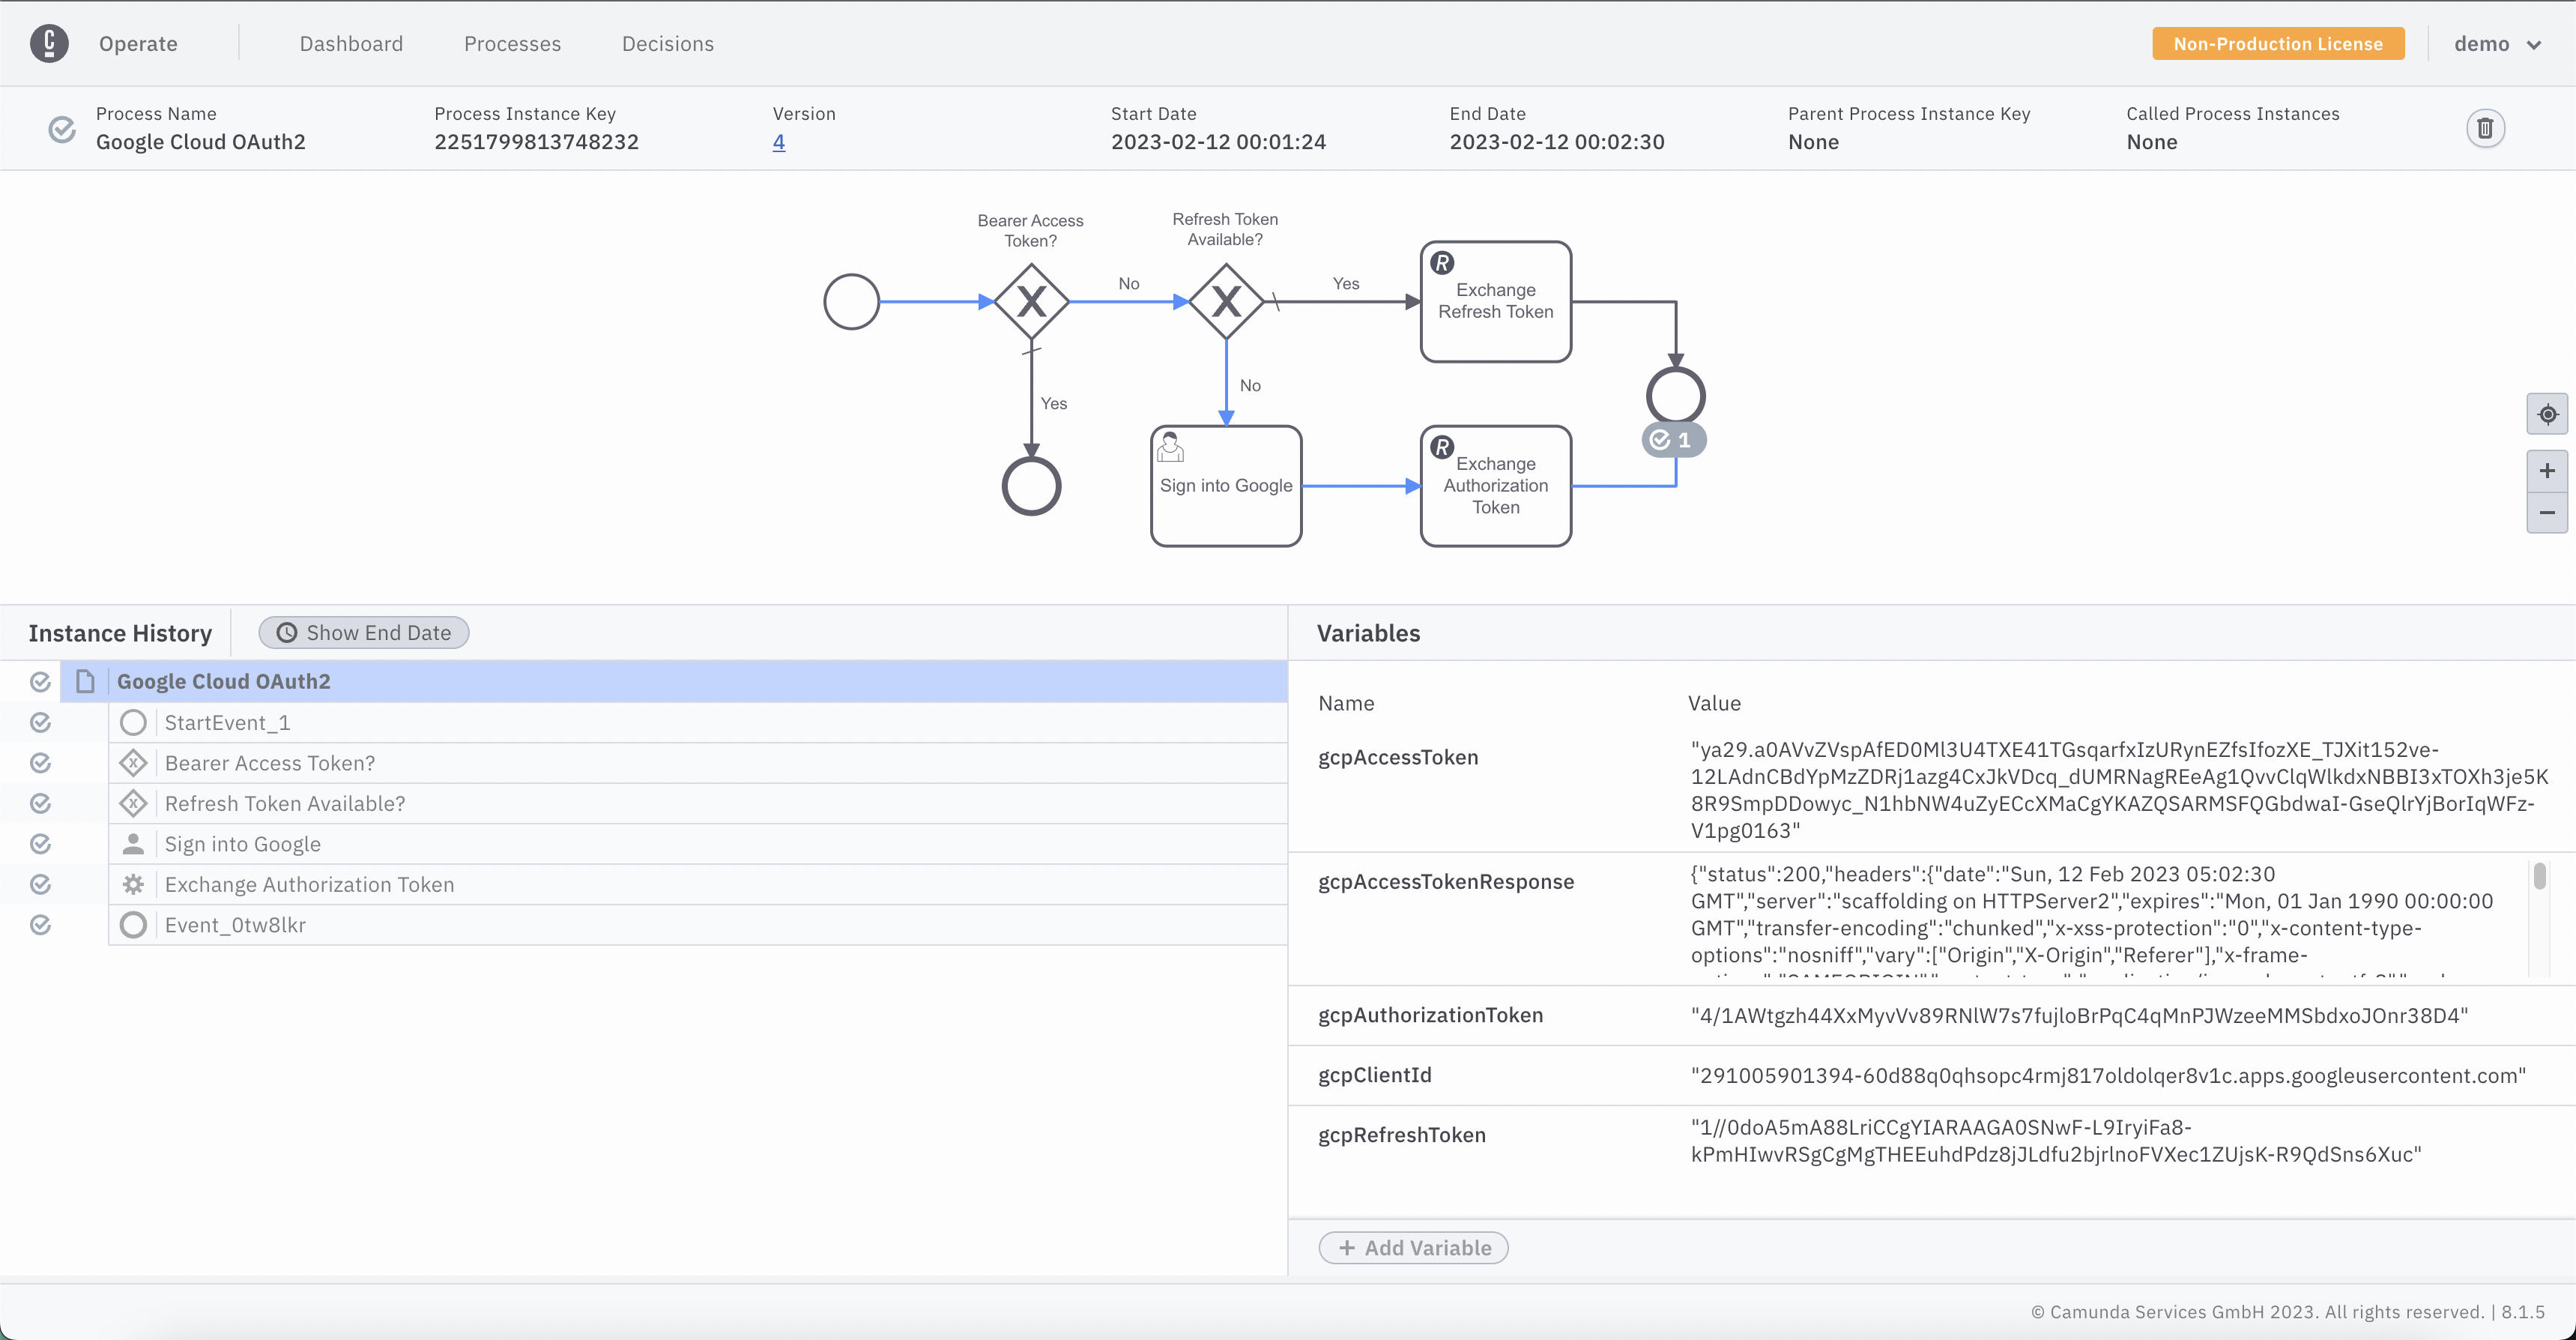 Operate
Dashboard
Processes
Decisions
Non-Production License
demo
Process Name
Google Cloud OAuth2
Process Instance Key
2251799813748232
Version
4
Start Date
2023-02-12 00:01:24
End Date
2023-02-12 00:02:30
Parent Process Instance Key
None
Called Process Instances
None
Bearer Access
Token?
Refresh Token
Available?
No
Yes
R
Exchange
Refresh Token
Yes
No
1
Sign into Google
R
Exchange
Authorization
Token
Instance History
Show End Date
Google Cloud OAuth2
StartEvent_1
Bearer Access Token?
Refresh Token Available?
Sign into Google
Exchange Authorization Token
Event_0tw8lkr
Variables
Name
Value
gcpAccessToken
"ya29.a0AVvZVspAfED0Ml3U4TXE41TGsqarfxIzURynEZfsIfozXE_TJXit152ve-
12LAdnCBdYpMzZDRj1azg4CxJkVDcq_dUMRNagREeAg1QvvClqWlkdxNBBI3xTOXh3je5K
8R9SmpDDowyc_N1hbNW4uZyECcXMaCgYKAZQSARMSFQGbdwaI-GseQlrYjBorIqWFz-
V1pg0163"
gcpAccessTokenResponse
{"status":200,"headers":{"date":"Sun, 12 Feb 2023 05:02:30
GMT","server":"scaffolding on HTTPServer2","expires":"Mon, 01 Jan 1990 00:00:00
GMT","transfer-encoding":"chunked","x-xss-protection":"0","x-content-type-
options":"nosniff","vary":["Origin","X-Origin","Referer"],"x-frame-
gcpAuthorizationToken
"4/1AWtgzh44XxMyvVv89RNlW7s7fujloBrPqC4qMnPJWzeeMMSbdxoJOnr38D4"
gcpClientId
"291005901394-60d88q0qhsopc4rmj817oldolqer8v1c.apps.googleusercontent.com"
gcpRefreshToken
"1//0doA5mA88LriCCgYIARAAGA0SNwF-L9IryiFa8-
kPmHIwvRSgCgMgTHEEuhdPdz8jJLdfu2bjrlnoFVXec1ZUjsK-R9QdSns6Xuc"
Add Variable
© Camunda Services GmbH 2023. All rights reserved. | 8.1.5